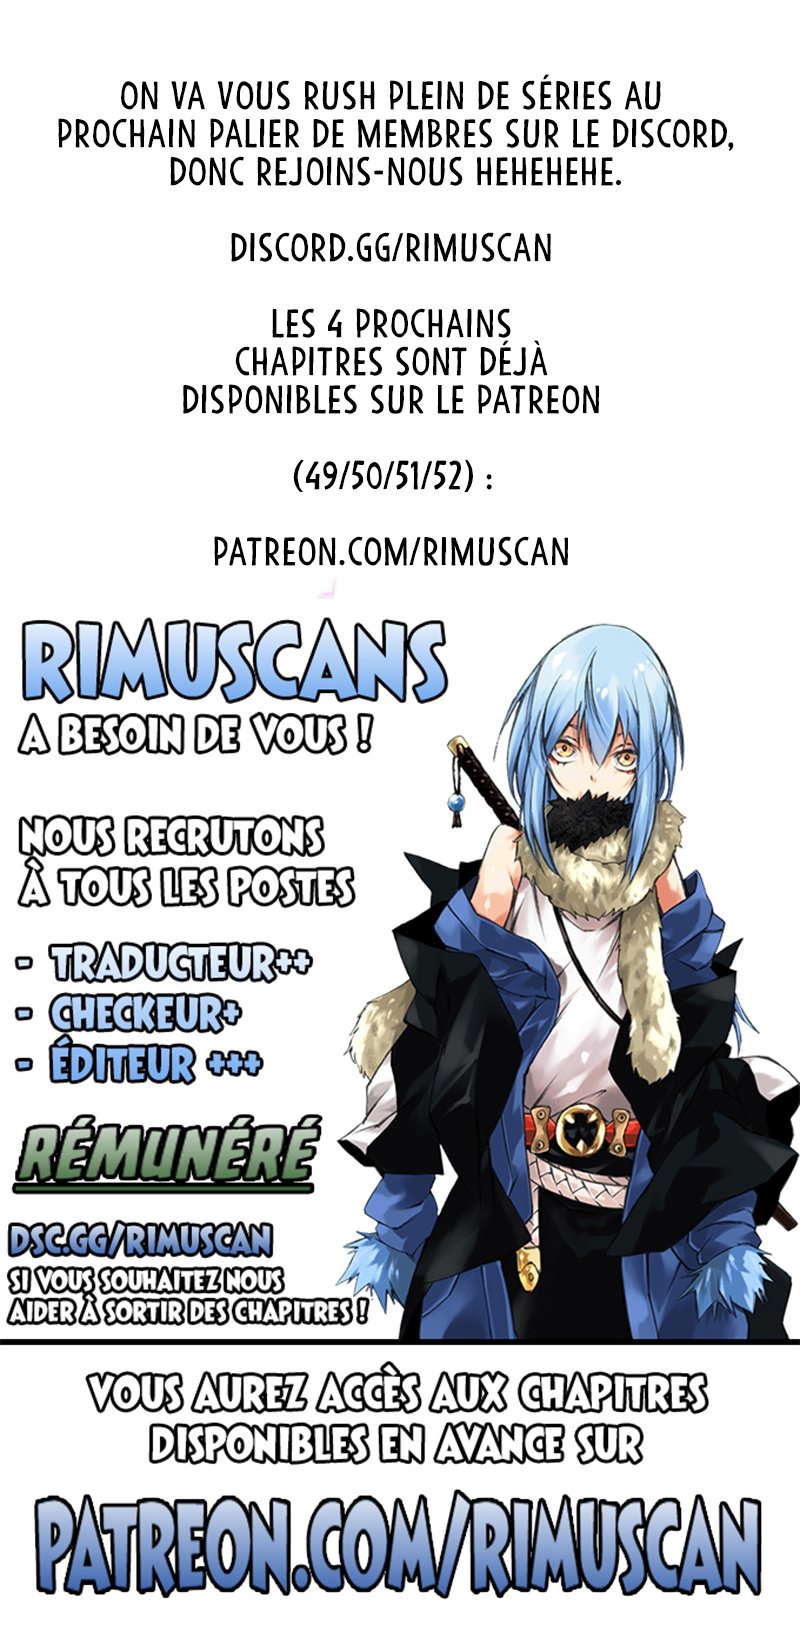 ON VA VOUS RUSH PLEIN DE SÉRIES AU
PROCHAIN PALIER DE MEMBRES SUR LE DISCORD,
DONC REJOINS-NOUS HEHEHEHE.
DISCORD.GG/RIMUSCAN
LES 4 PROCHAINS
CHAPITRES SONT DÉJÀ
DISPONIBLES SUR LE PATREON
(49/50/51/52) :
PATREON.COM/RIMUSCAN
RIMUSCANS
A BESOIN DE VOUS !
NOUS RECRUTONS
À TOUS LES POSTES
- TRADUCTEUR++
- CHECKEUR+
- ÉDITEUR +++
RÉMUNÉRÉ
DSC.GG/RIMUSCAN
SI VOUS SOUHAITEZ NOUS
AIDER À SORTIR DES CHAPITRES !
VOUS AUREZ ACCÈS AUX CHAPITRES
DISPONIBLES EN AVANCE SUR
PATREON.COM/RIMUSCAN